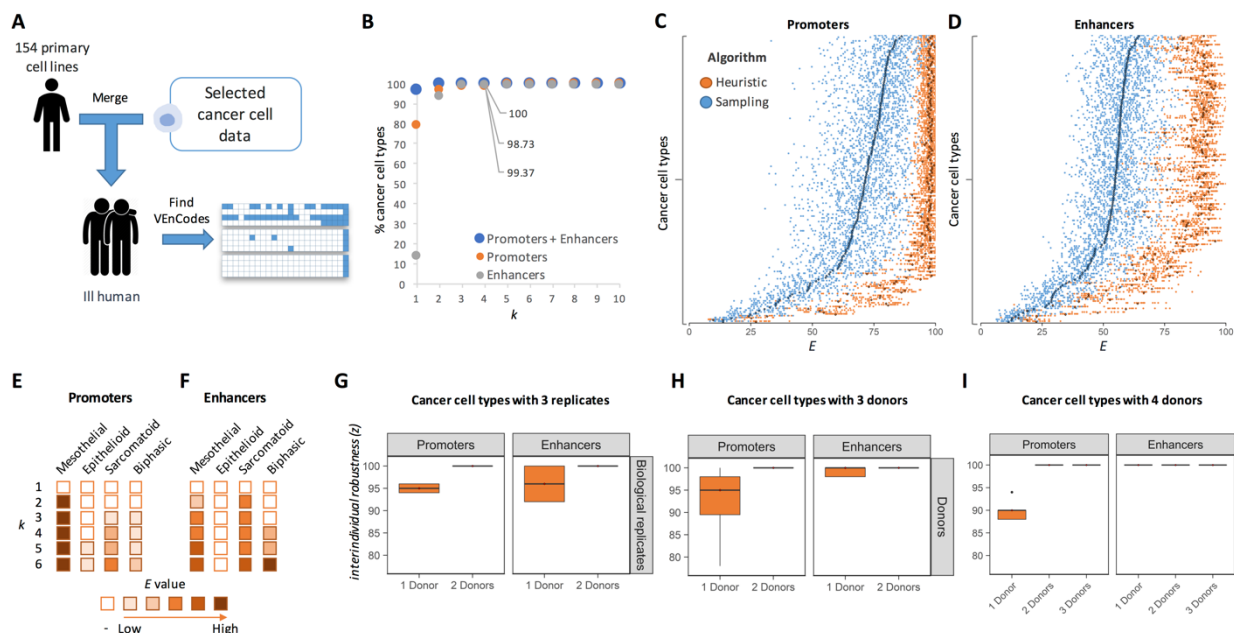 A
154 primary
cell lines
Merge
Selected
cancer cell
data
Find
VEnCodes
Ill human
B
% cancer cell types
100
90
80
70
60
50
40
30
20
10
0
100
98.73
99.37
Promoters + Enhancers
Promoters
Enhancers
1 2 3 4 5 6 7 8 9 10
k
C
Promoters
Cancer cell types
Algorithm
Heuristic
Sampling
0 25 50 75 100
E
D
Enhancers
Cancer cell types
0 25 50 75 100
E
E
Promoters
Mesothelial
Epithelioid
Sarcomatoid
Biphasic
k
1
2
3
4
5
6
F
Enhancers
Mesothelial
Epithelioid
Sarcomatoid
Biphasic
E value
- Low High
G
Cancer cell types with 3 replicates
interindividual robustness (z)
Promoters Enhancers
Biological replicates
100
95
90
85
80
1 Donor 2 Donors 1 Donor 2 Donors
H
Cancer cell types with 3 donors
Promoters Enhancers
Donors
100
95
90
85
80
1 Donor 2 Donors 1 Donor 2 Donors
I
Cancer cell types with 4 donors
Promoters Enhancers
100
95
90
85
80
1 Donor 2 Donors 3 Donors 1 Donor 2 Donors 3 Donors